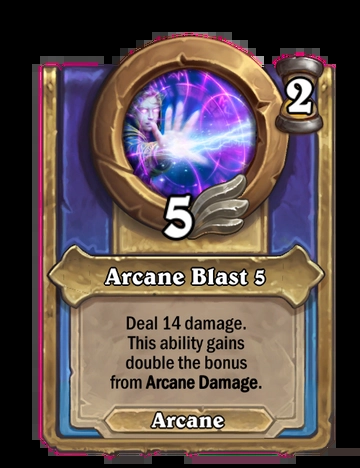 2
5
Arcane Blast 5
Deal 14 damage.
This ability gains
double the bonus
from Arcane Damage.
Arcane